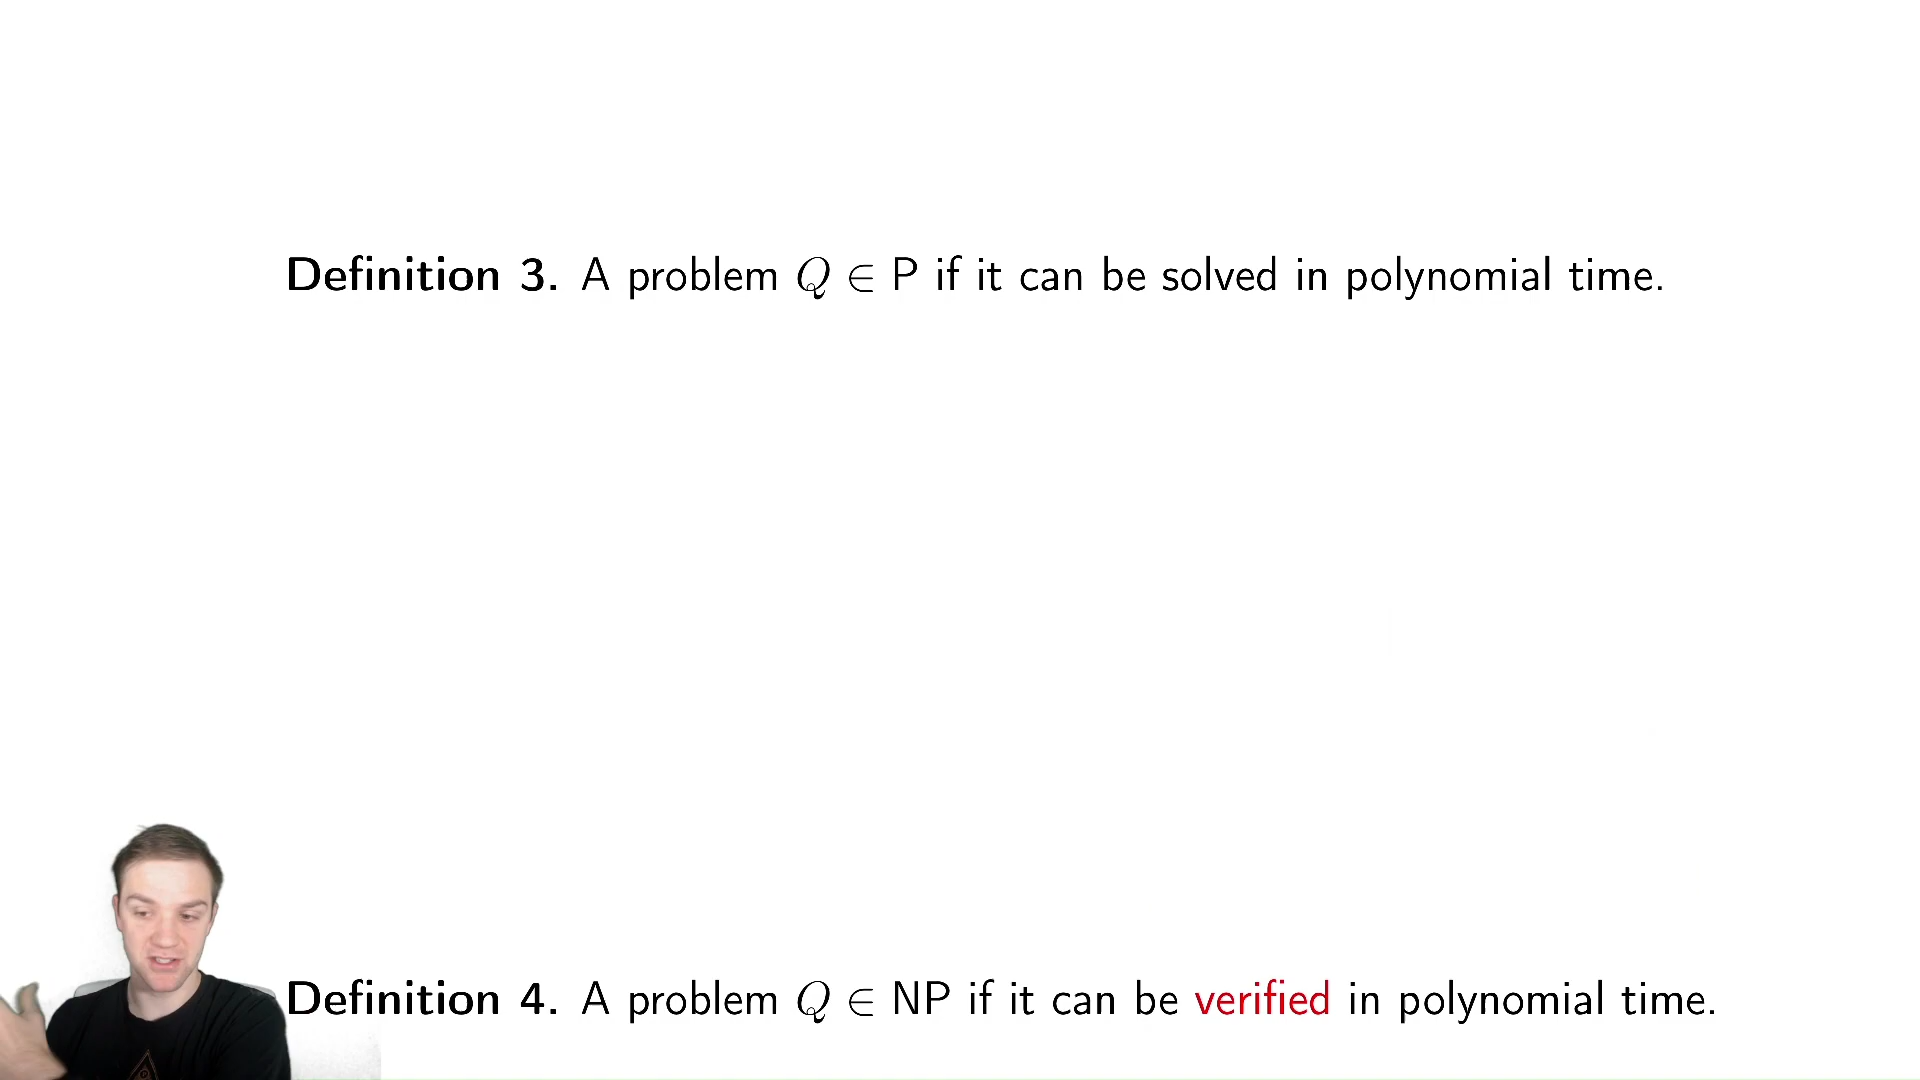 Definition 3. A problem Q ∈ P if it can be solved in polynomial time.
Definition 4. A problem Q ∈ NP if it can be verified in polynomial time.